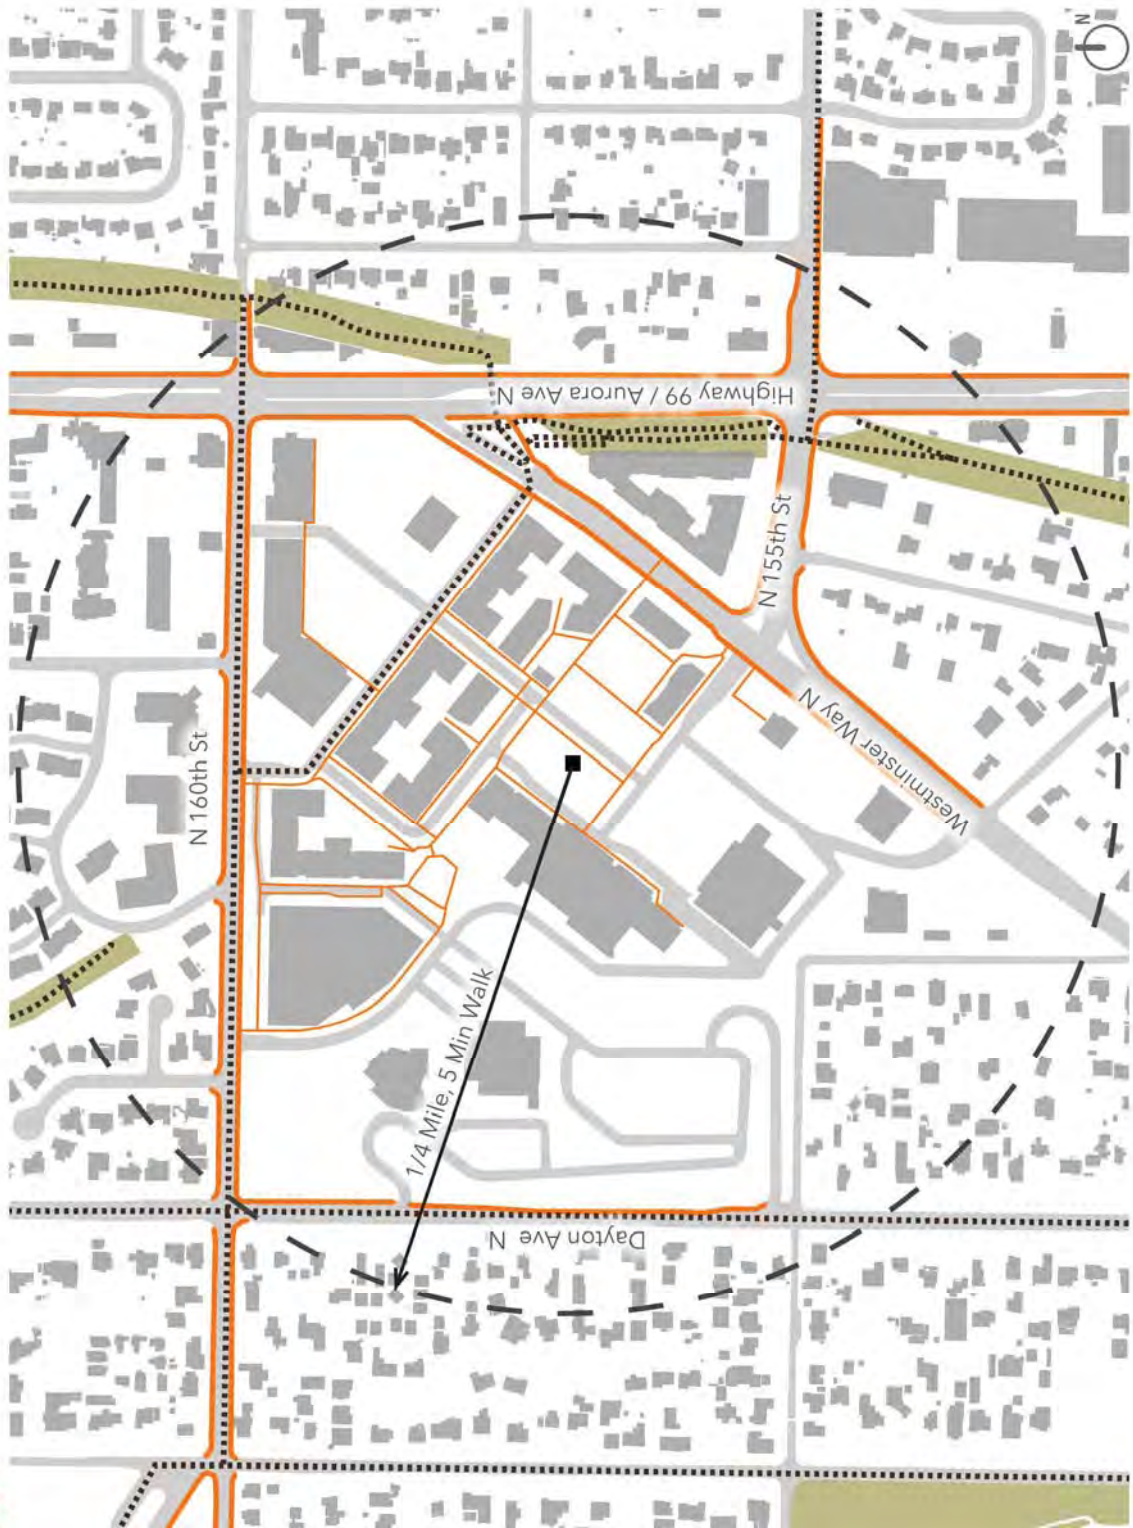 N
Highway 99 / Aurora Ave N
N 155th St
N 160th St
Westminster Way N
1/4 Mile, 5 Min Walk
Dayton Ave N